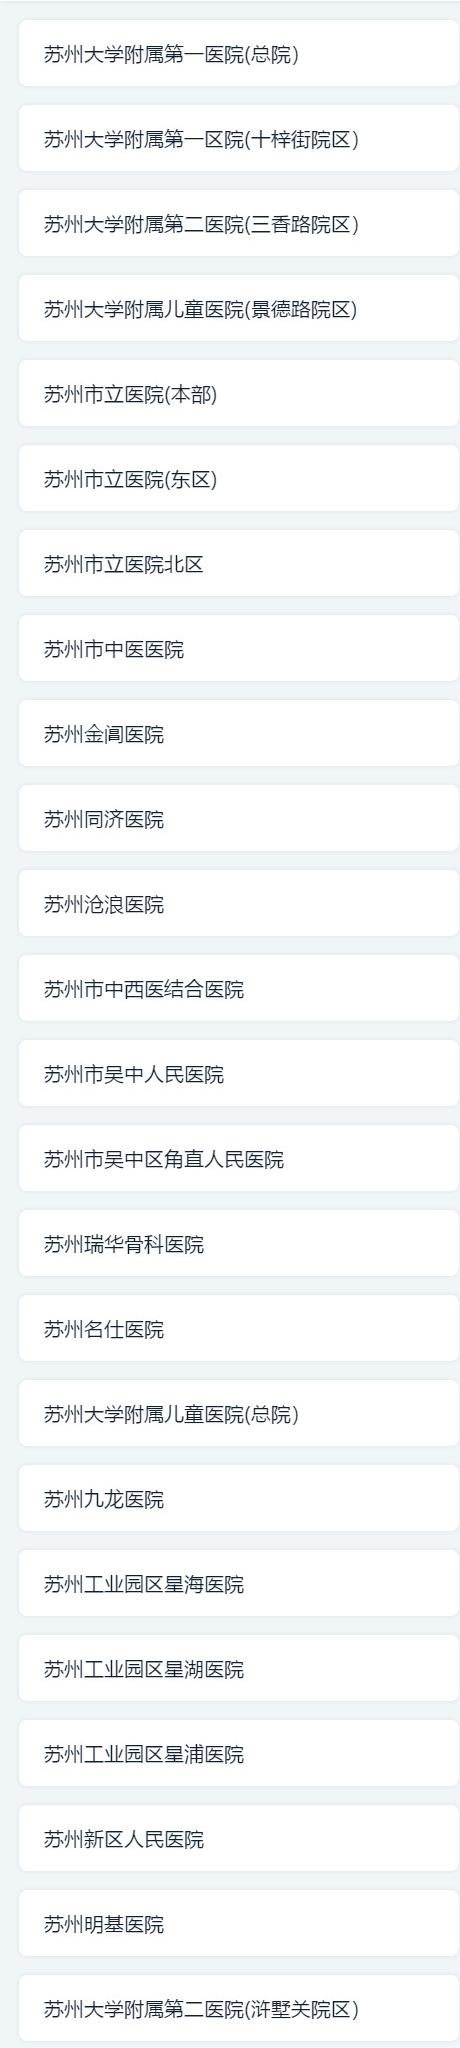 苏州大学附属第一医院(总院)
苏州大学附属第一区院(十梓街院区)
苏州大学附属第二医院(三香路院区)
苏州大学附属儿童医院(景德路院区)
苏州市立医院(本部)
苏州市立医院(东区)
苏州市立医院北区
苏州市中医医院
苏州金阊医院
苏州同济医院
苏州沧浪医院
苏州市中西医结合医院
苏州市吴中人民医院
苏州市吴中区角直人民医院
苏州瑞华骨科医院
苏州名仕医院
苏州大学附属儿童医院(总院)
苏州九龙医院
苏州工业园区星海医院
苏州工业园区星湖医院
苏州工业园区星浦医院
苏州新区人民医院
苏州明基医院
苏州大学附属第二医院(浒墅关院区)